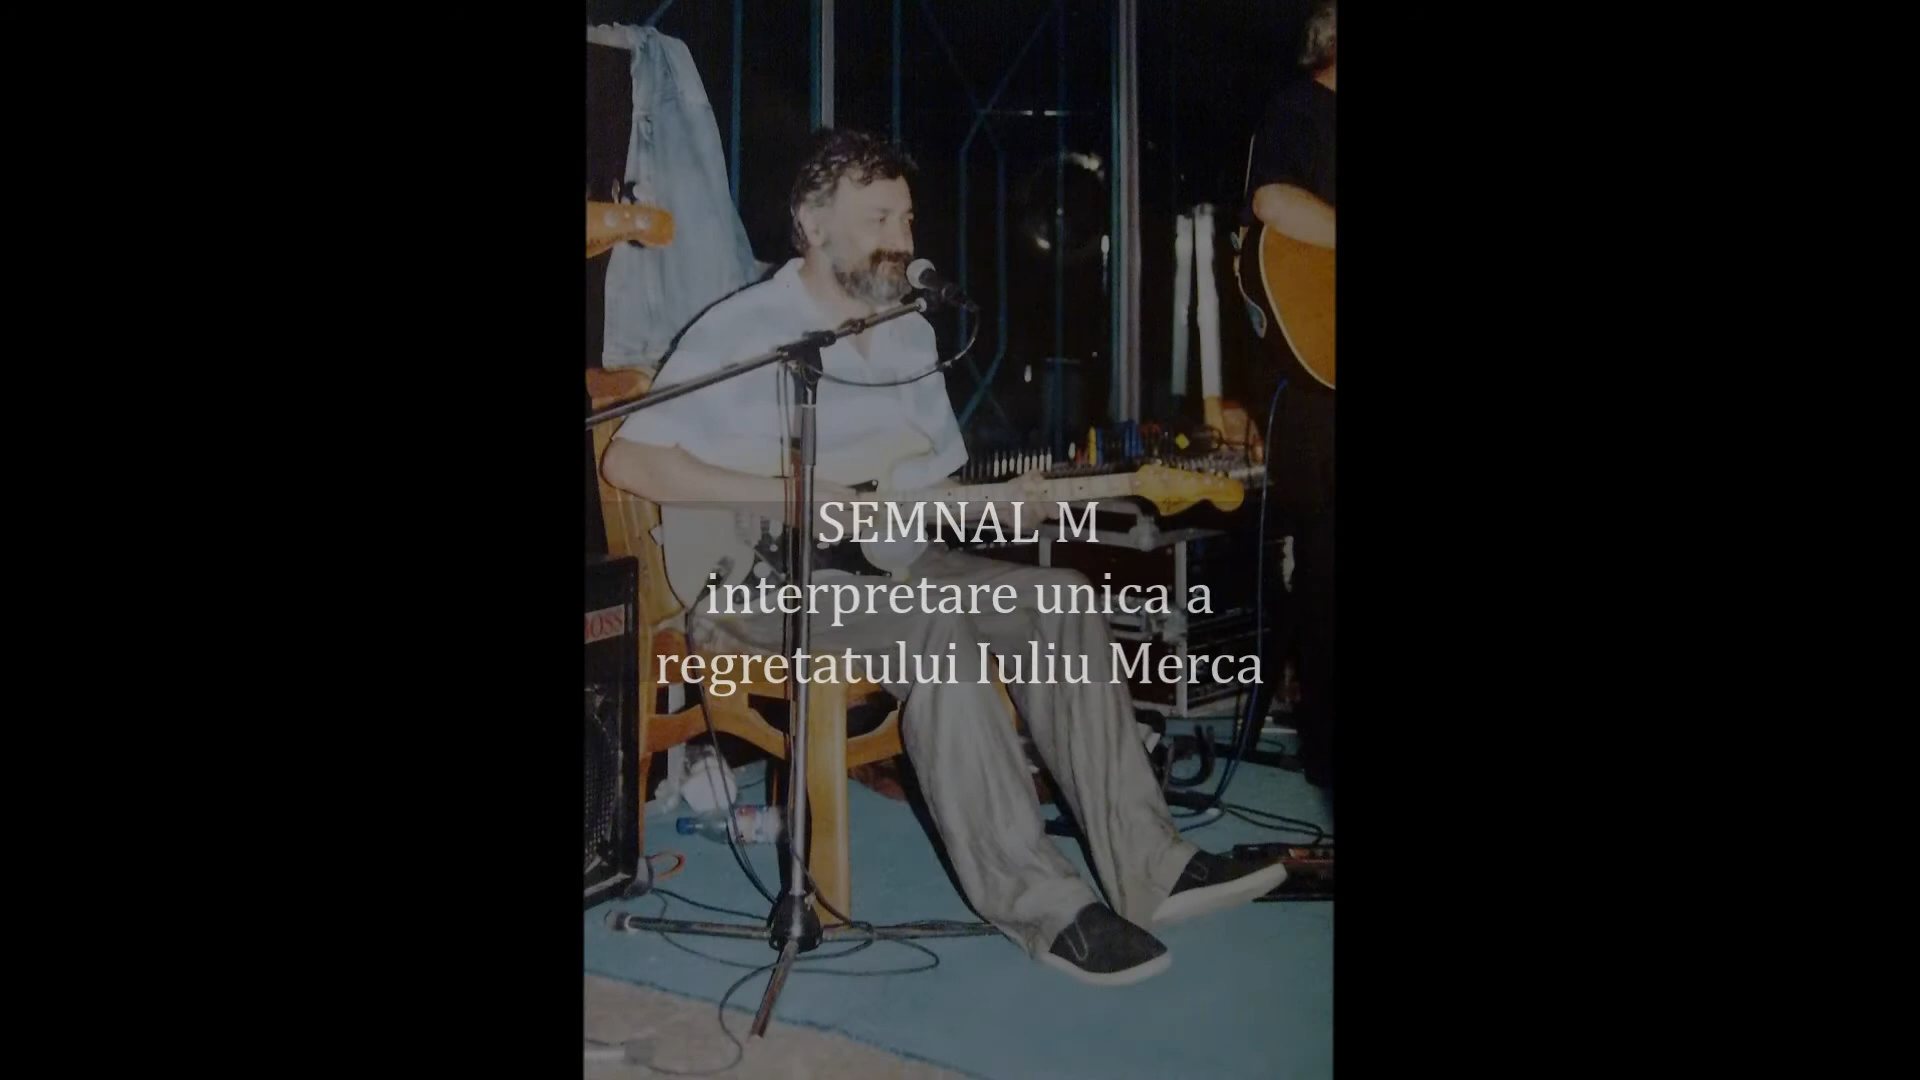 SEMNAL M
interpretare unica a
regretatului Iuliu Merca